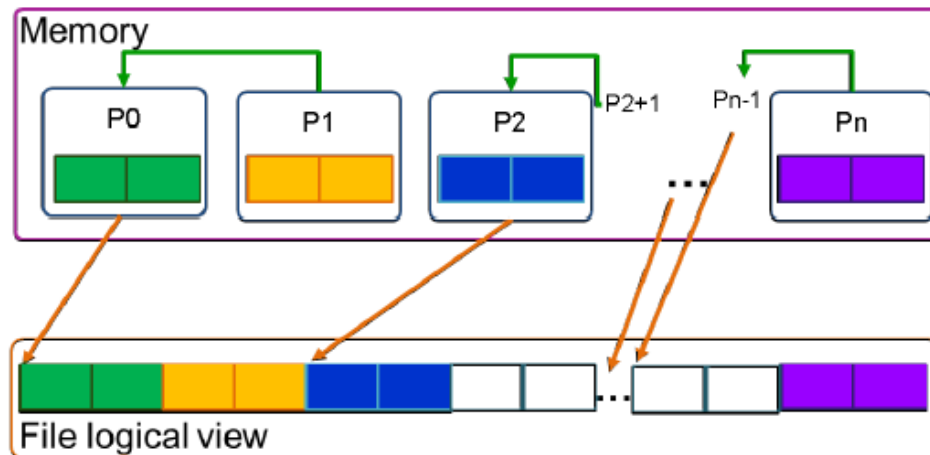 Memory
P0
P1
P2
P2+1
Pn-1
Pn
...
...
File logical view